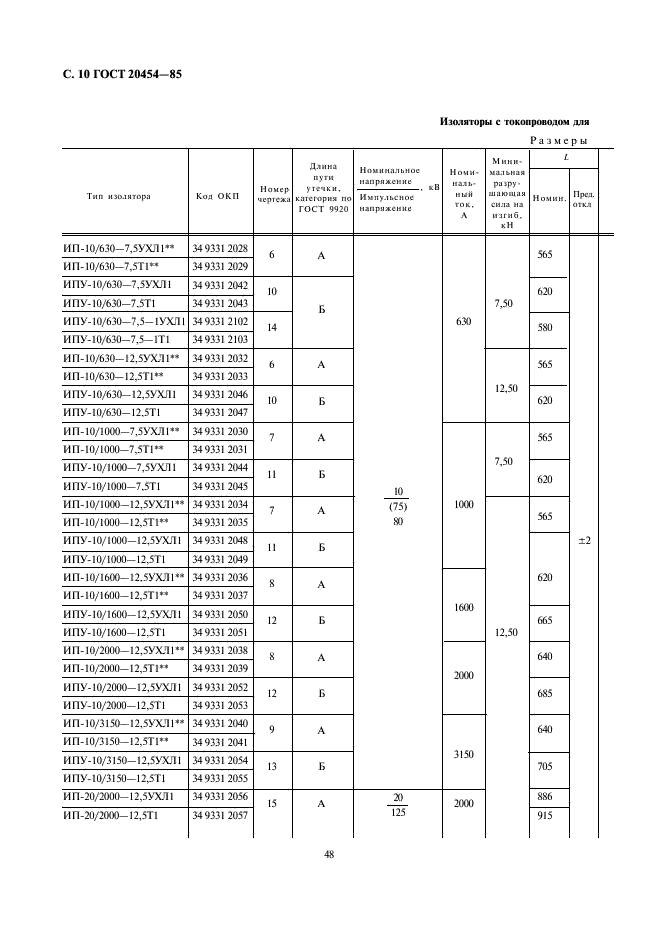 С. 10 ГОСТ 20454—85
Изоляторы с токопроводом для
Размеры
Тип изолятора
Код ОКП
Номер
чертежа
Длина
пути
утечки,
категория по
ГОСТ 9920
Номинальное
напряжение
, кВ
Импульсное
напряжение
Номи-
наль-
ный
ток,
А
Мини-
мальная
разру-
шающая
сила на
изгиб,
кН
L
Номин.
Пред.
откл
ИП-10/630—7,5УХЛ1** 34 9331 2028 6 А 565
ИП-10/630—7,5Т1** 34 9331 2029
ИПУ-10/630—7,5УХЛ1 34 9331 2042 10 Б 620
ИПУ-10/630—7,5Т1 34 9331 2043 7,50
ИПУ-10/630—7,5—1УХЛ1 34 9331 2102 14 630 580
ИПУ-10/630—7,5—1Т1 34 9331 2103
ИП-10/630—12,5УХЛ1** 34 9331 2032 6 А 565
ИП-10/630—12,5Т1** 34 9331 2033 12,50
ИПУ-10/630—12,5УХЛ1 34 9331 2046 10 Б 620
ИПУ-10/630—12,5Т1 34 9331 2047
ИП-10/1000—7,5УХЛ1** 34 9331 2030 7 А 565
ИП-10/1000—7,5Т1** 34 9331 2031 7,50
ИПУ-10/1000—7,5УХЛ1 34 9331 2044 11 Б 620
ИПУ-10/1000—7,5Т1 34 9331 2045 10
ИП-10/1000—12,5УХЛ1** 34 9331 2034 7 А (75) 1000 565
ИП-10/1000—12,5Т1** 34 9331 2035 80
ИПУ-10/1000—12,5УХЛ1 34 9331 2048 11 Б ±2
ИПУ-10/1000—12,5Т1 34 9331 2049
ИП-10/1600—12,5УХЛ1** 34 9331 2036 8 А 620
ИП-10/1600—12,5Т1** 34 9331 2037 1600
ИПУ-10/1600—12,5УХЛ1 34 9331 2050 12 Б 665
ИПУ-10/1600—12,5Т1 34 9331 2051 12,50
ИП-10/2000—12,5УХЛ1** 34 9331 2038 8 А 640
ИП-10/2000—12,5Т1** 34 9331 2039 2000
ИПУ-10/2000—12,5УХЛ1 34 9331 2052 12 Б 685
ИПУ-10/2000—12,5Т1 34 9331 2053
ИП-10/3150—12,5УХЛ1** 34 9331 2040 9 А 640
ИП-10/3150—12,5Т1** 34 9331 2041 3150
ИПУ-10/3150—12,5УХЛ1 34 9331 2054 13 Б 705
ИПУ-10/3150—12,5Т1 34 9331 2055
ИП-20/2000—12,5УХЛ1 34 9331 2056 15 А 20 2000 886
ИП-20/2000—12,5Т1 34 9331 2057 125 915
48